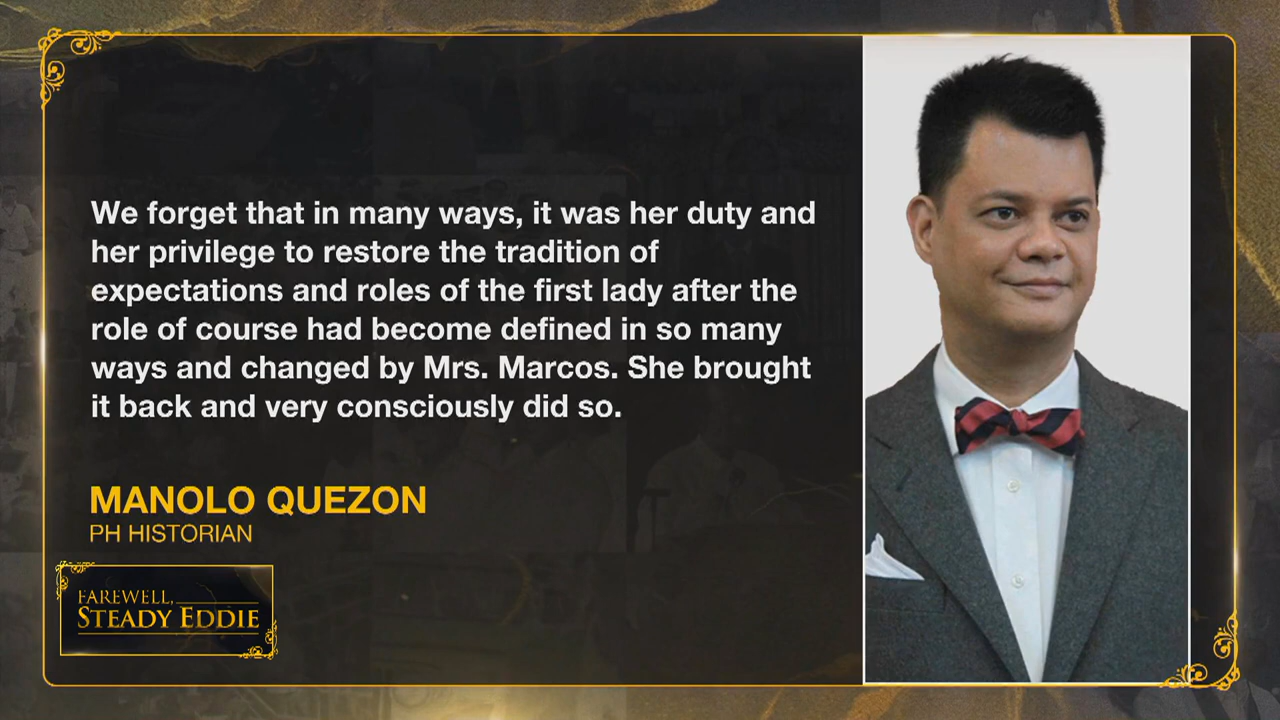 We forget that in many ways, it was her duty and
her privilege to restore the tradition of
expectations and roles of the first lady after the
role of course had become defined in so many
ways and changed by Mrs. Marcos. She brought
it back and very consciously did so.
MANOLO QUEZON
PH HISTORIAN
FAREWELL,
STEADY EDDIE